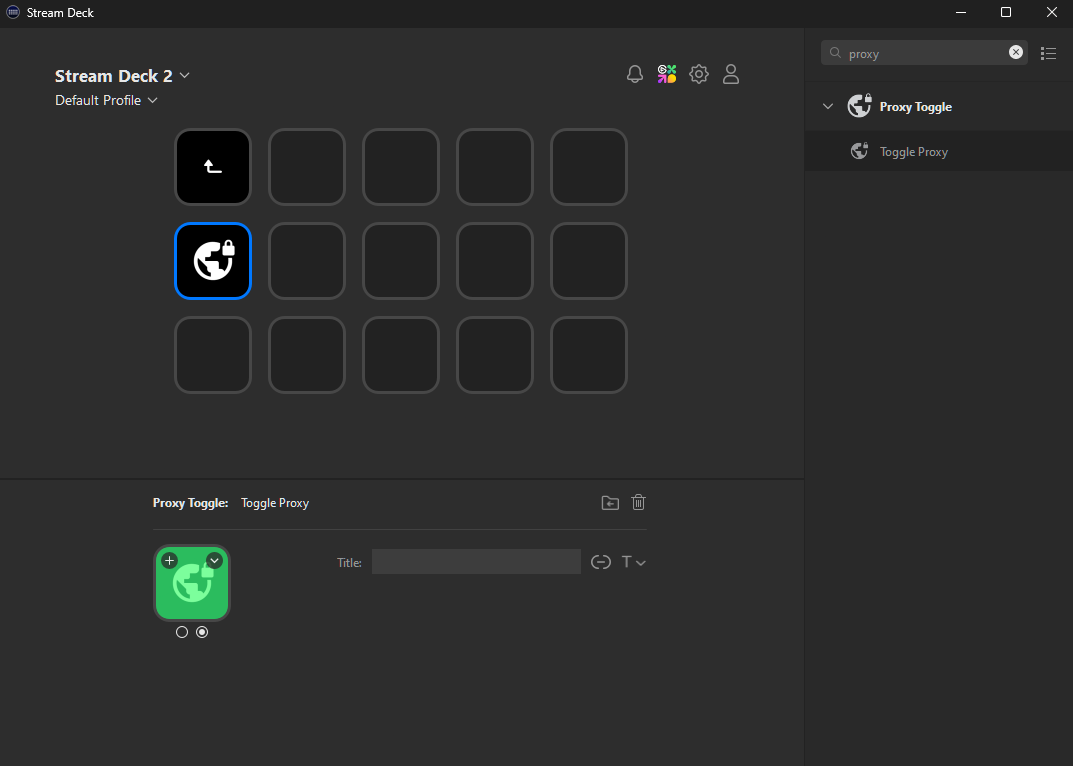 Stream Deck
Stream Deck 2
Default Profile
proxy
Proxy Toggle
Toggle Proxy
Proxy Toggle: Toggle Proxy
Title:
T